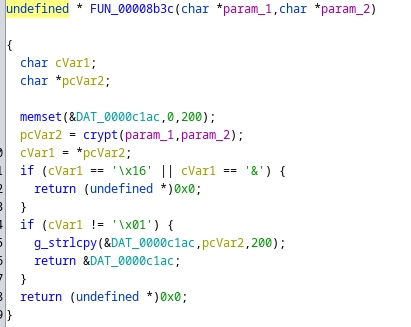 undefined * FUN_00008b3c(char *param_1,char *param_2)
{
char cVar1;
char *pcVar2;
memset(&DAT_0000c1ac,0,200);
pcVar2 = crypt(param_1,param_2);
cVar1 = *pcVar2;
if (cVar1 == '\x16' || cVar1 == '&') {
return (undefined *)0x0;
}
if (cVar1 != '\x01') {
g_strlcpy(&DAT_0000c1ac,pcVar2,200);
return &DAT_0000c1ac;
}
return (undefined *)0x0;
}